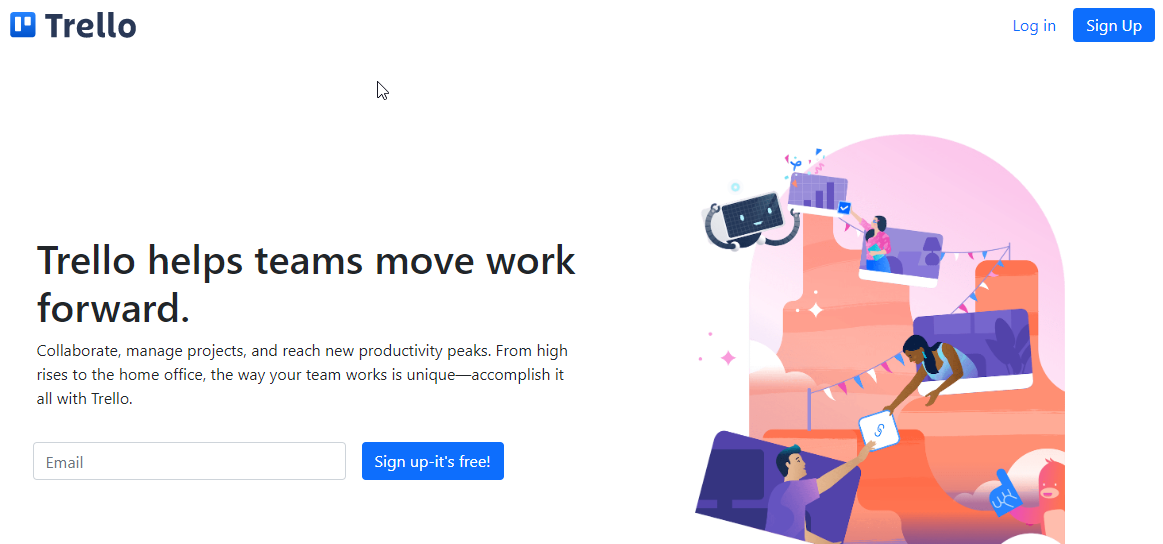 Trello
Log in
Sign Up
Trello helps teams move work
forward.
Collaborate, manage projects, and reach new productivity peaks. From high
rises to the home office, the way your team works is unique—accomplish it
all with Trello.
Email
Sign up-it's free!